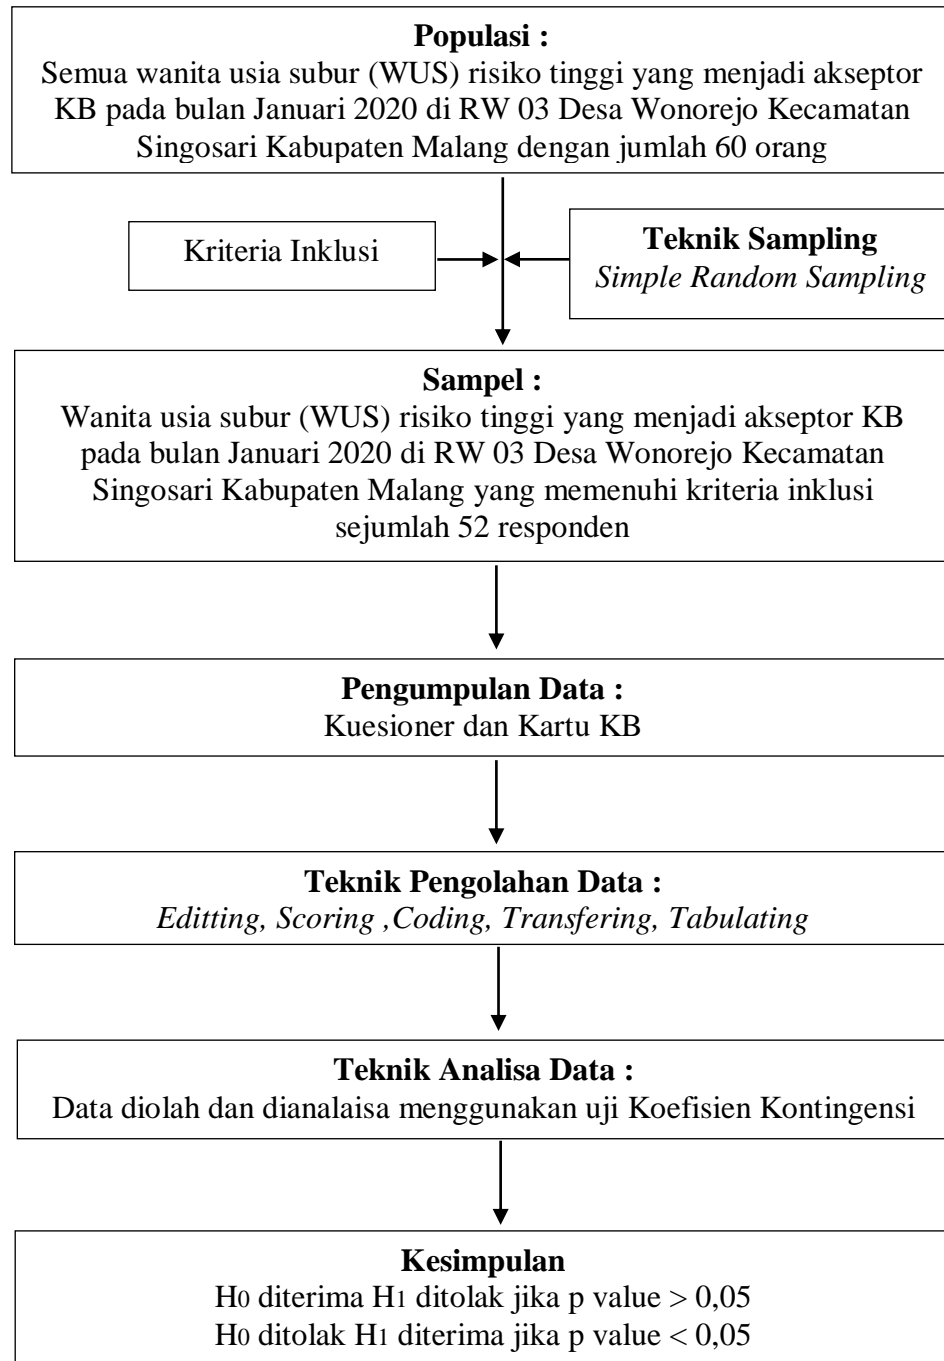 Populasi :
Semua wanita usia subur (WUS) risiko tinggi yang menjadi akseptor
KB pada bulan Januari 2020 di RW 03 Desa Wonorejo Kecamatan
Singosari Kabupaten Malang dengan jumlah 60 orang
Kriteria Inklusi
Teknik Sampling
Simple Random Sampling
Sampel :
Wanita usia subur (WUS) risiko tinggi yang menjadi akseptor KB
pada bulan Januari 2020 di RW 03 Desa Wonorejo Kecamatan
Singosari Kabupaten Malang yang memenuhi kriteria inklusi
sejumlah 52 responden
Pengumpulan Data :
Kuesioner dan Kartu KB
Teknik Pengolahan Data :
Editting, Scoring ,Coding, Transfering, Tabulating
Teknik Analisa Data :
Data diolah dan dianalaisa menggunakan uji Koefisien Kontingensi
Kesimpulan
H0 diterima H1 ditolak jika p value > 0,05
H0 ditolak H1 diterima jika p value < 0,05